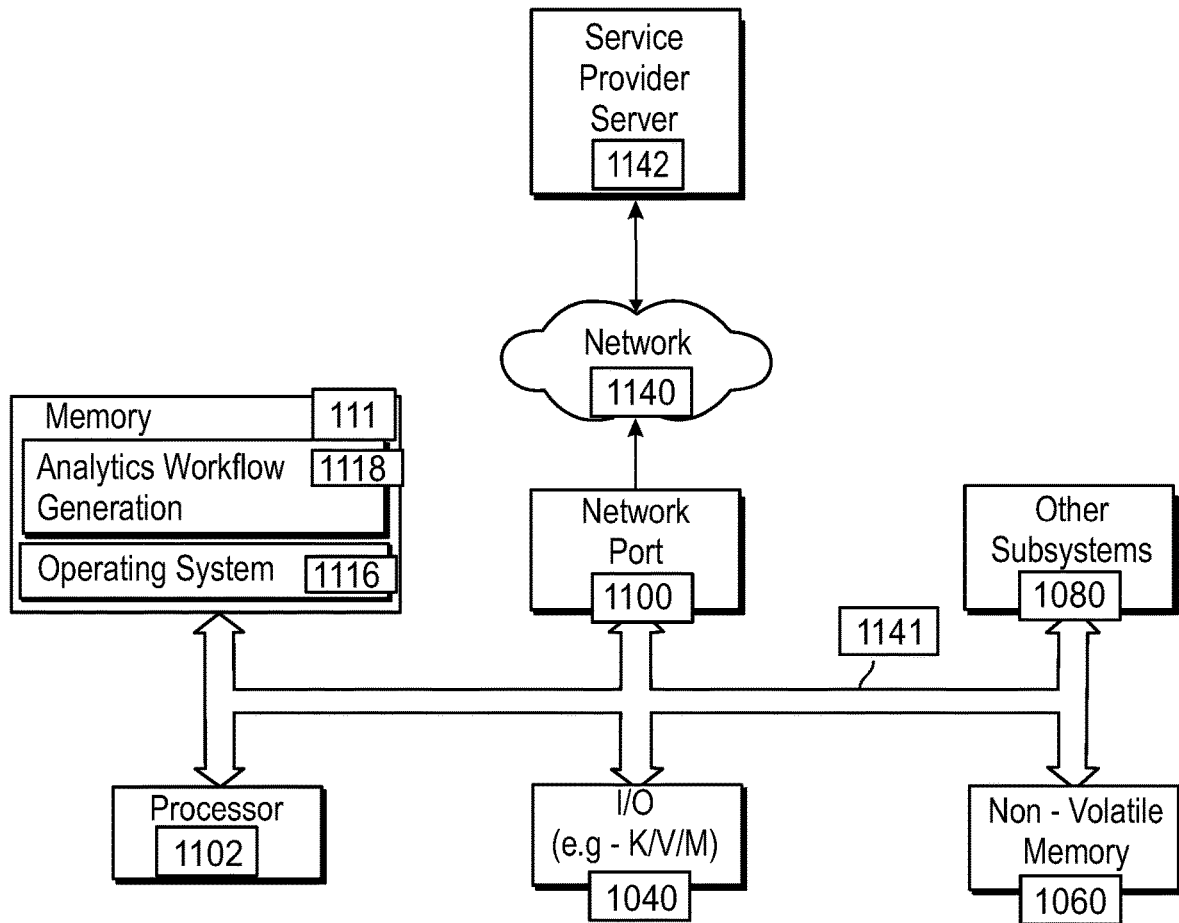 Service
Provider
Server
1142
Network
1140
Memory
111
Analytics Workflow
Generation
1118
Operating System
1116
Network
Port
1100
Other
Subsystems
1080
1141
Processor
1102
I/O
(e.g - K/V/M)
1040
Non - Volatile
Memory
1060